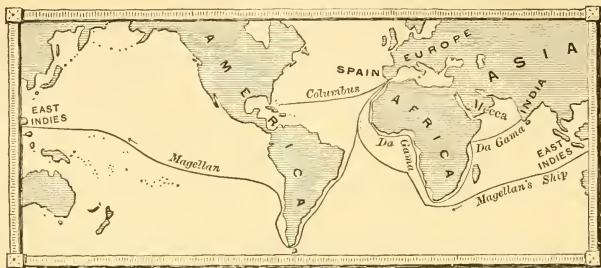 AMERICA
SPAIN
EUROPE
ASIA
Columbus
AFRICA
Mecca
INDIA
EAST
INDIES
Da Gama
Da Gama
EAST
INDIES
Magellan
Magellan's Ship